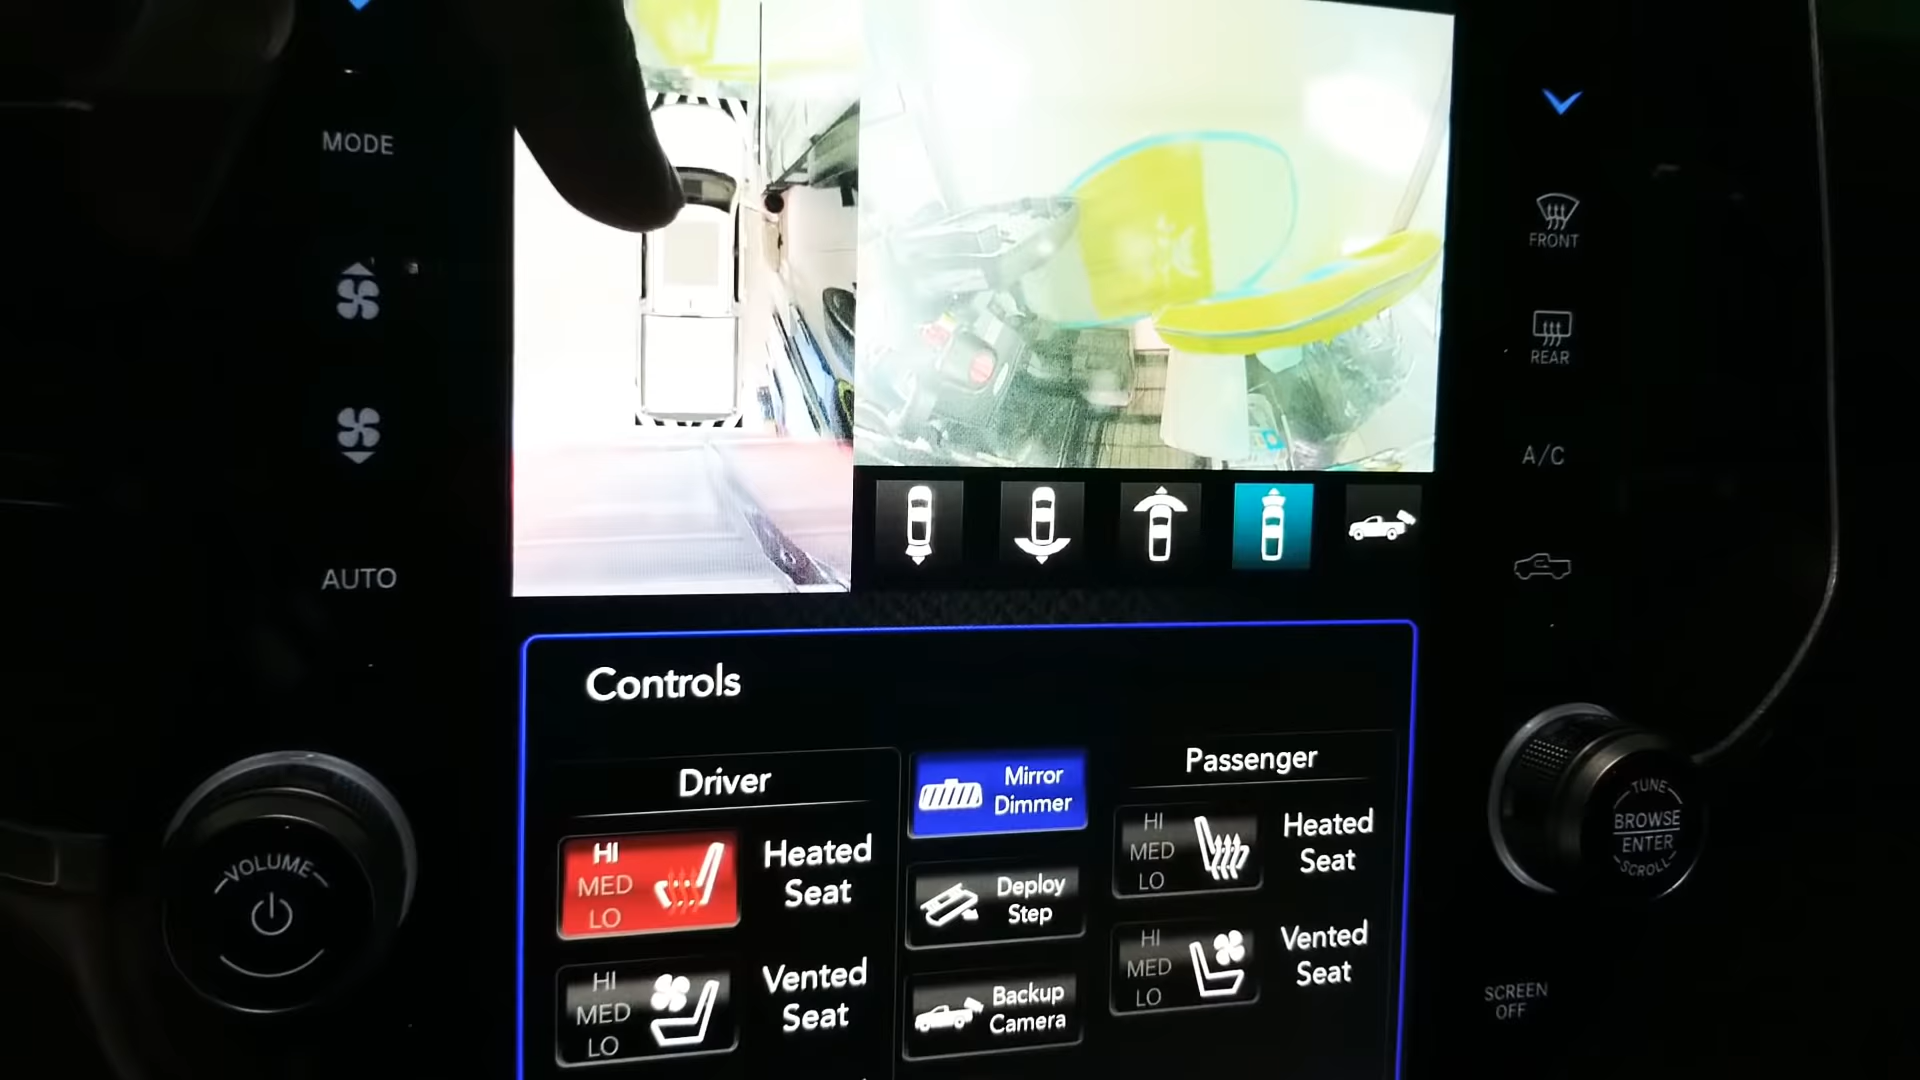 MODE
AUTO
VOLUME
FRONT
REAR
A/C
TUNE
BROWSE
ENTER
SCROLL
SCREEN
OFF
Controls
Driver
HI
MED
LO
Heated
Seat
HI
MED
LO
Vented
Seat
Mirror
Dimmer
Deploy
Step
Backup
Camera
Passenger
HI
MED
LO
Heated
Seat
HI
MED
LO
Vented
Seat